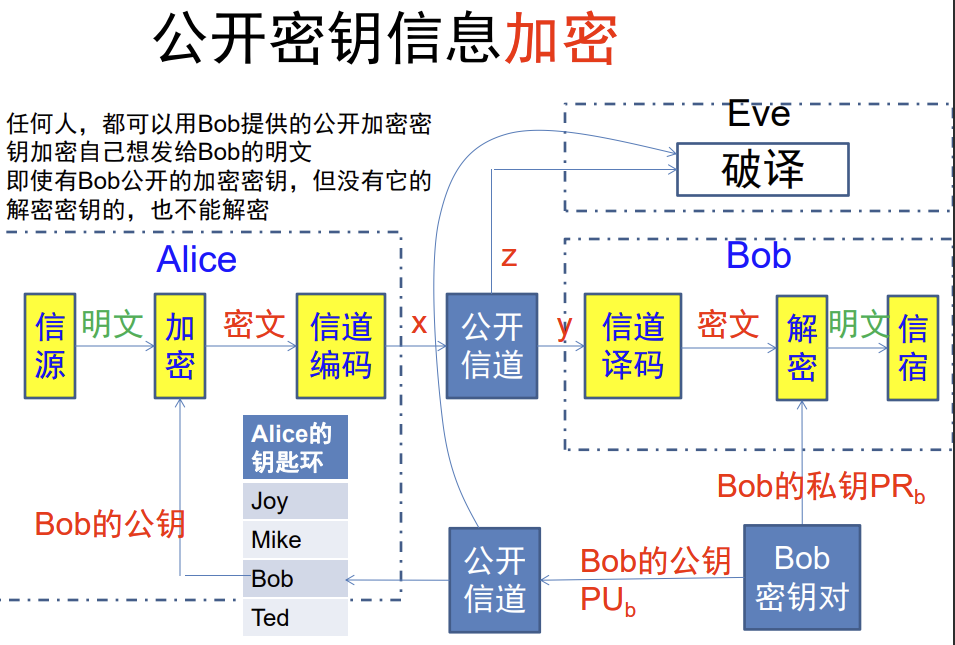 公开密钥信息加密
任何人，都可以用Bob提供的公开加密密
钥加密自己想发给Bob的明文
即使有Bob公开的加密密钥，但没有它的
解密密钥的，也不能解密
Eve
破译
Alice
z
Bob
信
源
明文
加
密
密文
信道
编码
x
公开
信道
y
信道
译码
密文
解
密
明文
信
宿
Alice的
钥匙环
Joy
Mike
Bob
Ted
Bob的公钥
公开
信道
Bob的公钥
PUb
Bob的私钥PRb
Bob
密钥对